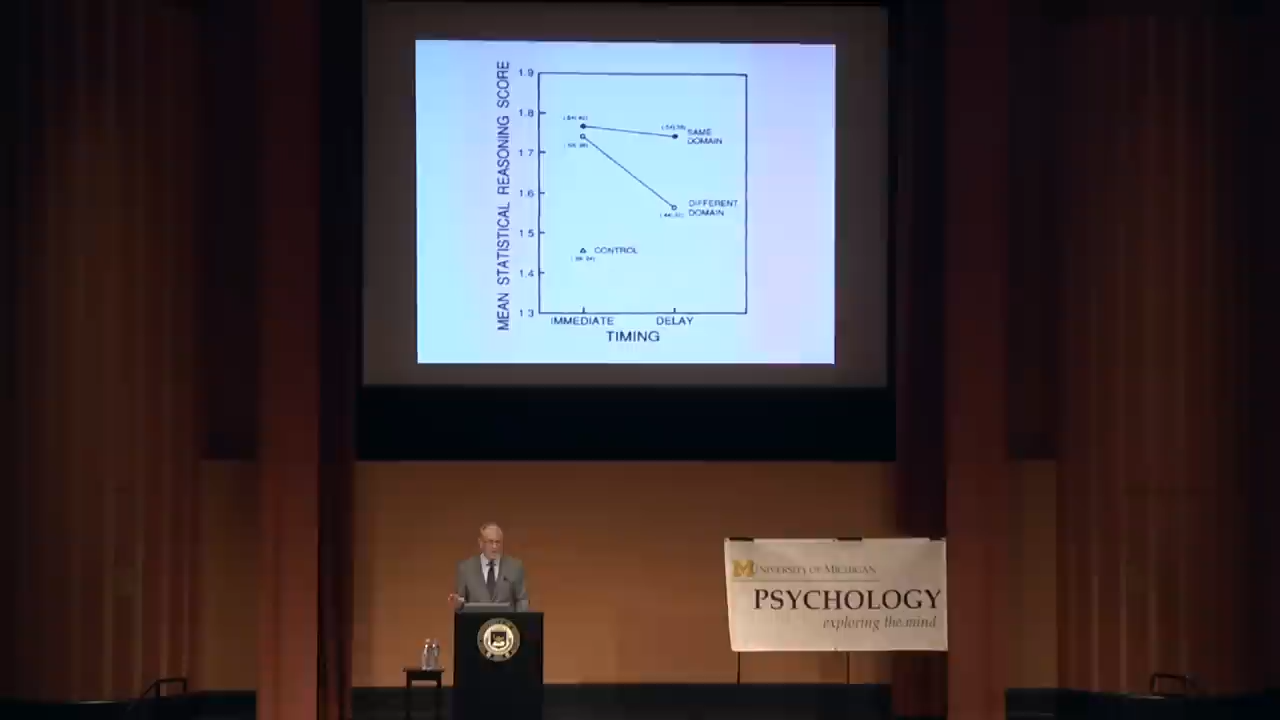 MEAN STATISTICAL REASONING SCORE
1.9
1.8
1.7
1.6
1.5
1.4
1.3
SAME
DOMAIN
DIFFERENT
DOMAIN
CONTROL
IMMEDIATE DELAY
TIMING
UNIVERSITY OF MICHIGAN
PSYCHOLOGY
exploring the mind